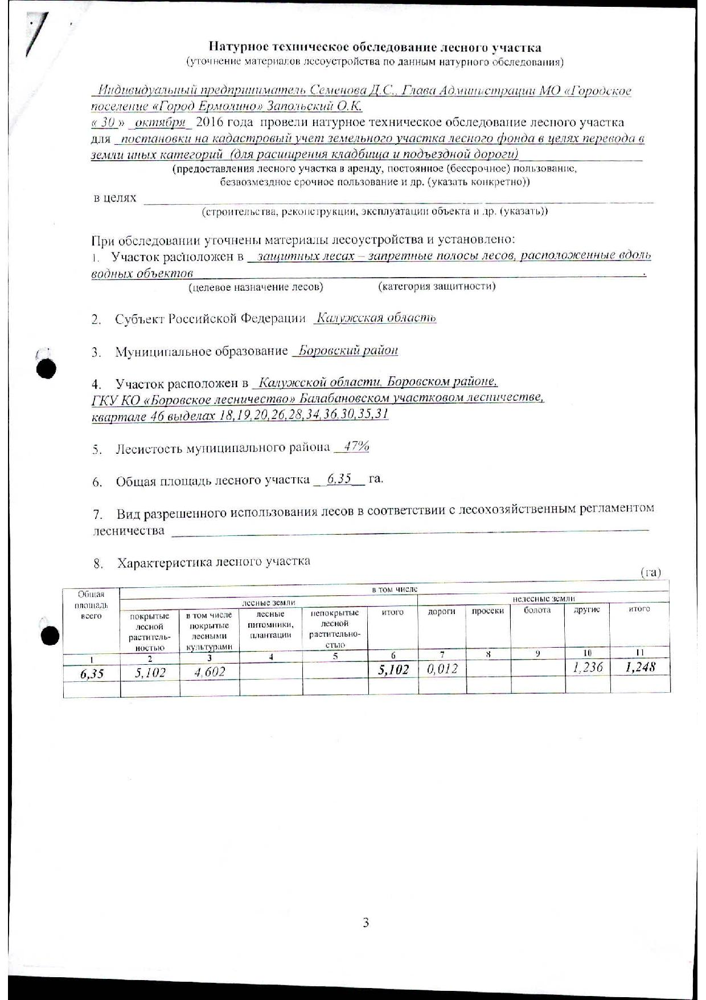 Натурное техническое обследование лесного участка
(уточнение материалов лесоустройства по данным натурного обследования)
Индивидуальный предприниматель Семенова Д.С., Глава Администрации МО «Городское
поселение «Город Ермолино» Запольский О.К.
« 30 » октября 2016 года провели натурное техническое обследование лесного участка
для постановки на кадастровый учет земельного участка лесного фонда в целях перевода в
земли иных категорий (для расширения кладбища и подъездной дороги)
(предоставления лесного участка в аренду, постоянное (бессрочное) пользование,
безвозмездное срочное пользование и др. (указать конкретно))
в целях
(строительства, реконструкции, эксплуатации объекта и др. (указать))
При обследовании уточнены материалы лесоустройства и установлено:
1. Участок расположен в защитных лесах – запретные полосы лесов, расположенные вдоль
водных объектов.
(целевое назначение лесов) (категория защитности)
2. Субъект Российской Федерации Калужская область
3. Муниципальное образование Боровский район
4. Участок расположен в Калужской области, Боровском районе,
ГКУ КО «Боровское лесничество» Балабановском участковом лесничестве,
квартале 46 выделах 18,19,20,26,28,34,36,30,35,31
5. Лесистость муниципального района 47%
6. Общая площадь лесного участка 6,35 га.
7. Вид разрешенного использования лесов в соответствии с лесохозяйственным регламентом
лесничества
8. Характеристика лесного участка
(га)
Общая площадь всего
в том числе
лесные земли
нелесные земли
покрытые лесной раститель-ностью
в том числе покрытые лесными культурами
лесные питомники, плантации
непокрытые лесной растительно-стью
итого
дороги
просеки
болота
другие
итого
1 2 3 4 5 6 7 8 9 10 11
6,35 5,102 4,602 5,102 0,012 1,236 1,248
3